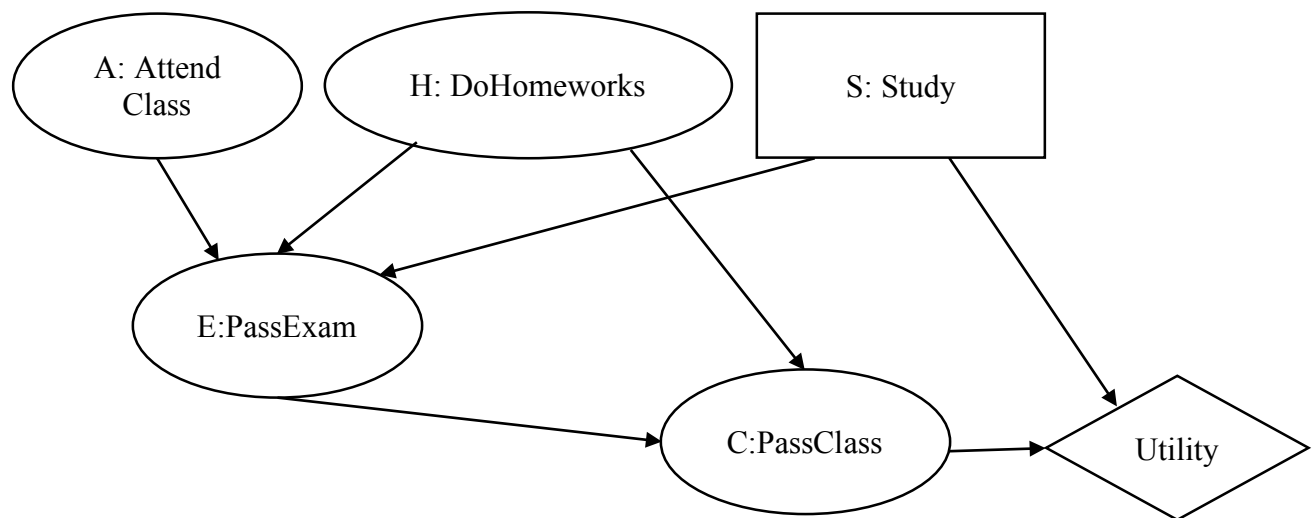 A: Attend
Class
H: DoHomeworks
S: Study
E:PassExam
C:PassClass
Utility